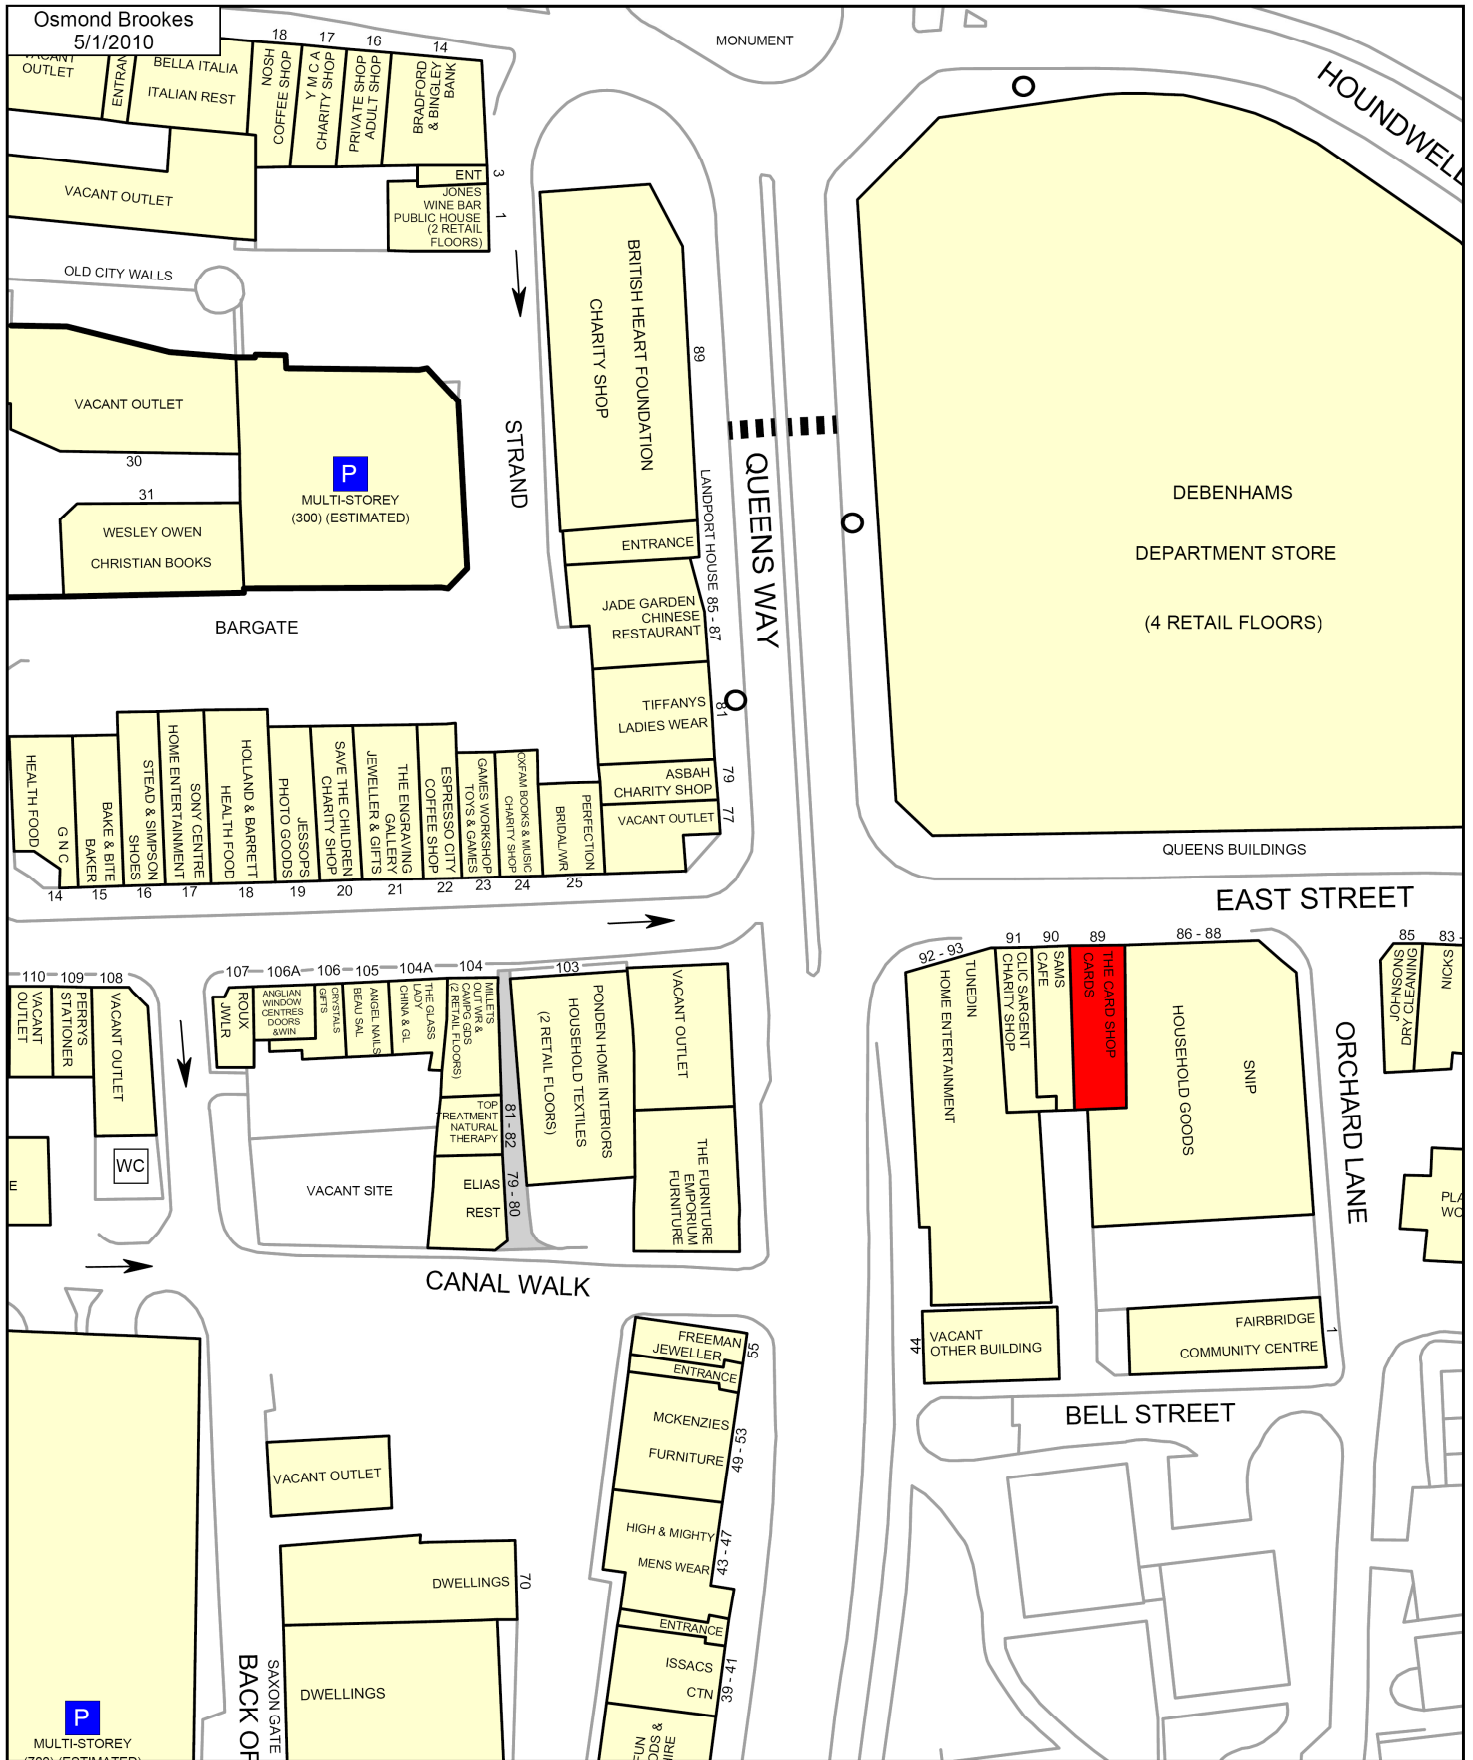 Osmond Brookes
5/1/2010
VACANT
OUTLET
BELLA ITALIA
ITALIAN REST
18
NOSH
COFFEE SHOP
17
Y M C A
CHARITY SHOP
16
PRIVATE SHOP
ADULT SHOP
14
BRADFORD
& BINGLEY
BANK
MONUMENT
HOUNDWELL
VACANT OUTLET
ENT
3
JONES
WINE BAR
PUBLIC HOUSE
(2 RETAIL
FLOORS)
1
OLD CITY WALLS
BRITISH HEART FOUNDATION
CHARITY SHOP
89
STRAND
VACANT OUTLET
30
31
WESLEY OWEN
CHRISTIAN BOOKS
P
MULTI-STOREY
(300) (ESTIMATED)
BARGATE
ENTRANCE
LANDPORT HOUSE 85 - 87
QUEENS WAY
JADE GARDEN
CHINESE
RESTAURANT
TIFFANYS
LADIES WEAR
81
ASBAH
CHARITY SHOP
79
VACANT OUTLET
77
DEBENHAMS
DEPARTMENT STORE
(4 RETAIL FLOORS)
QUEENS BUILDINGS
EAST STREET
G N C
HEALTH FOOD
14
BAKE & BITE
BAKER
15
STEAD & SIMPSON
SHOES
16
SONY CENTRE
HOME ENTERTAINMENT
17
HOLLAND & BARRETT
HEALTH FOOD
18
JESSOPS
PHOTO GOODS
19
SAVE THE CHILDREN
CHARITY SHOP
20
THE ENGRAVING
GALLERY
JEWELLER & GIFTS
21
ESPRESSO CITY
COFFEE SHOP
22
GAMES WORKSHOP
TOYS & GAMES
23
OXFAM BOOKS & MUSIC
CHARITY SHOP
24
PERFECTION
BRIDAL/WR
25
110
VACANT
OUTLET
109
PERRYS
STATIONER
108
VACANT OUTLET
WC
E
107
ROUX
JWLR
106A
ANGLIAN
WINDOW
CENTRES
DOORS
&WIN
106
CRYSTALS
GIFTS
105
ANGEL NAILS
BEAU SAL
104A
THE GLASS
LADY
CHINA & GL
104
MILLETS
OUT WR &
CAMPG GDS
(2 RETAIL FLOORS)
103
PONDEN HOME INTERIORS
HOUSEHOLD TEXTILES
(2 RETAIL FLOORS)
VACANT OUTLET
TOP
TREATMENT
NATURAL
THERAPY
81 - 82
ELIAS
REST
79 - 80
VACANT SITE
THE FURNITURE
EMPORIUM
FURNITURE
CANAL WALK
92 - 93
TUNEDIN
HOME ENTERTAINMENT
91
CLIC SARGENT
CHARITY SHOP
90
SAMS
CAFE
89
THE CARD SHOP
CARDS
86 - 88
SNIP
HOUSEHOLD GOODS
85
JOHNSONS
DRY CLEANING
83 -
NICKS
ORCHARD LANE
PLA
WO
44
VACANT
OTHER BUILDING
FAIRBRIDGE
COMMUNITY CENTRE
1
BELL STREET
FREEMAN
JEWELLER
55
ENTRANCE
MCKENZIES
FURNITURE
49 - 53
HIGH & MIGHTY
MENS WEAR
43 - 47
ENTRANCE
ISSACS
CTN
39 - 41
VACANT OUTLET
DWELLINGS
70
DWELLINGS
SAXON GATE
BACK OF
P
MULTI-STOREY